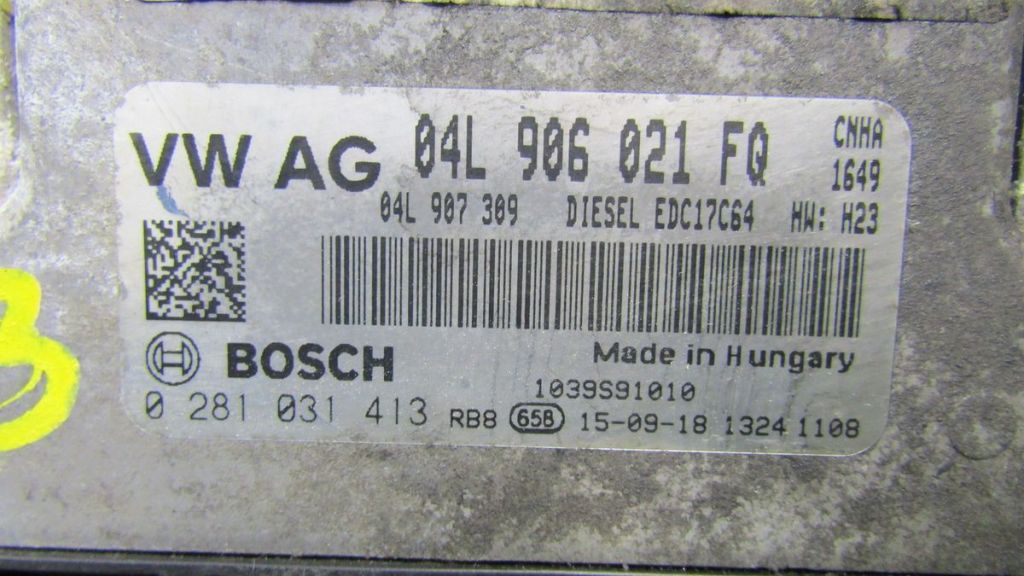 VW AG 04L 906 021 FQ CNHA
1649
04L 907 309 DIESEL EDC17C64 HW: H23
BOSCH Made in Hungary
1039S91010
0 281 031 413 RB8 65B 15-09-18 1324 1108